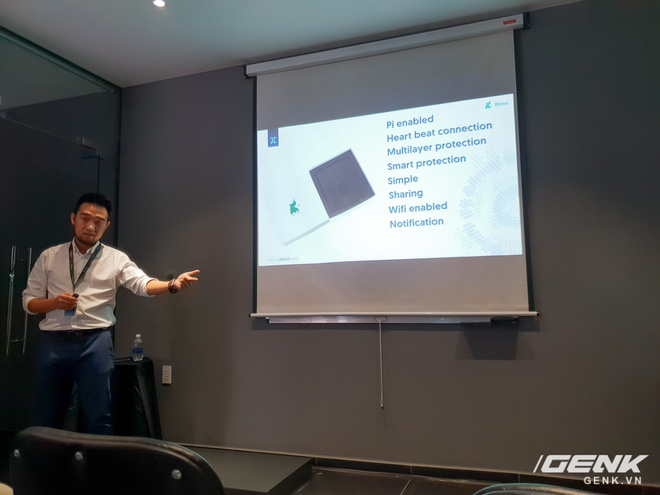 Pi enabled
Heart beat connection
Multilayer protection
Smart protection
Simple
Sharing
Wifi enabled
Notification
GENK
GENK.VN